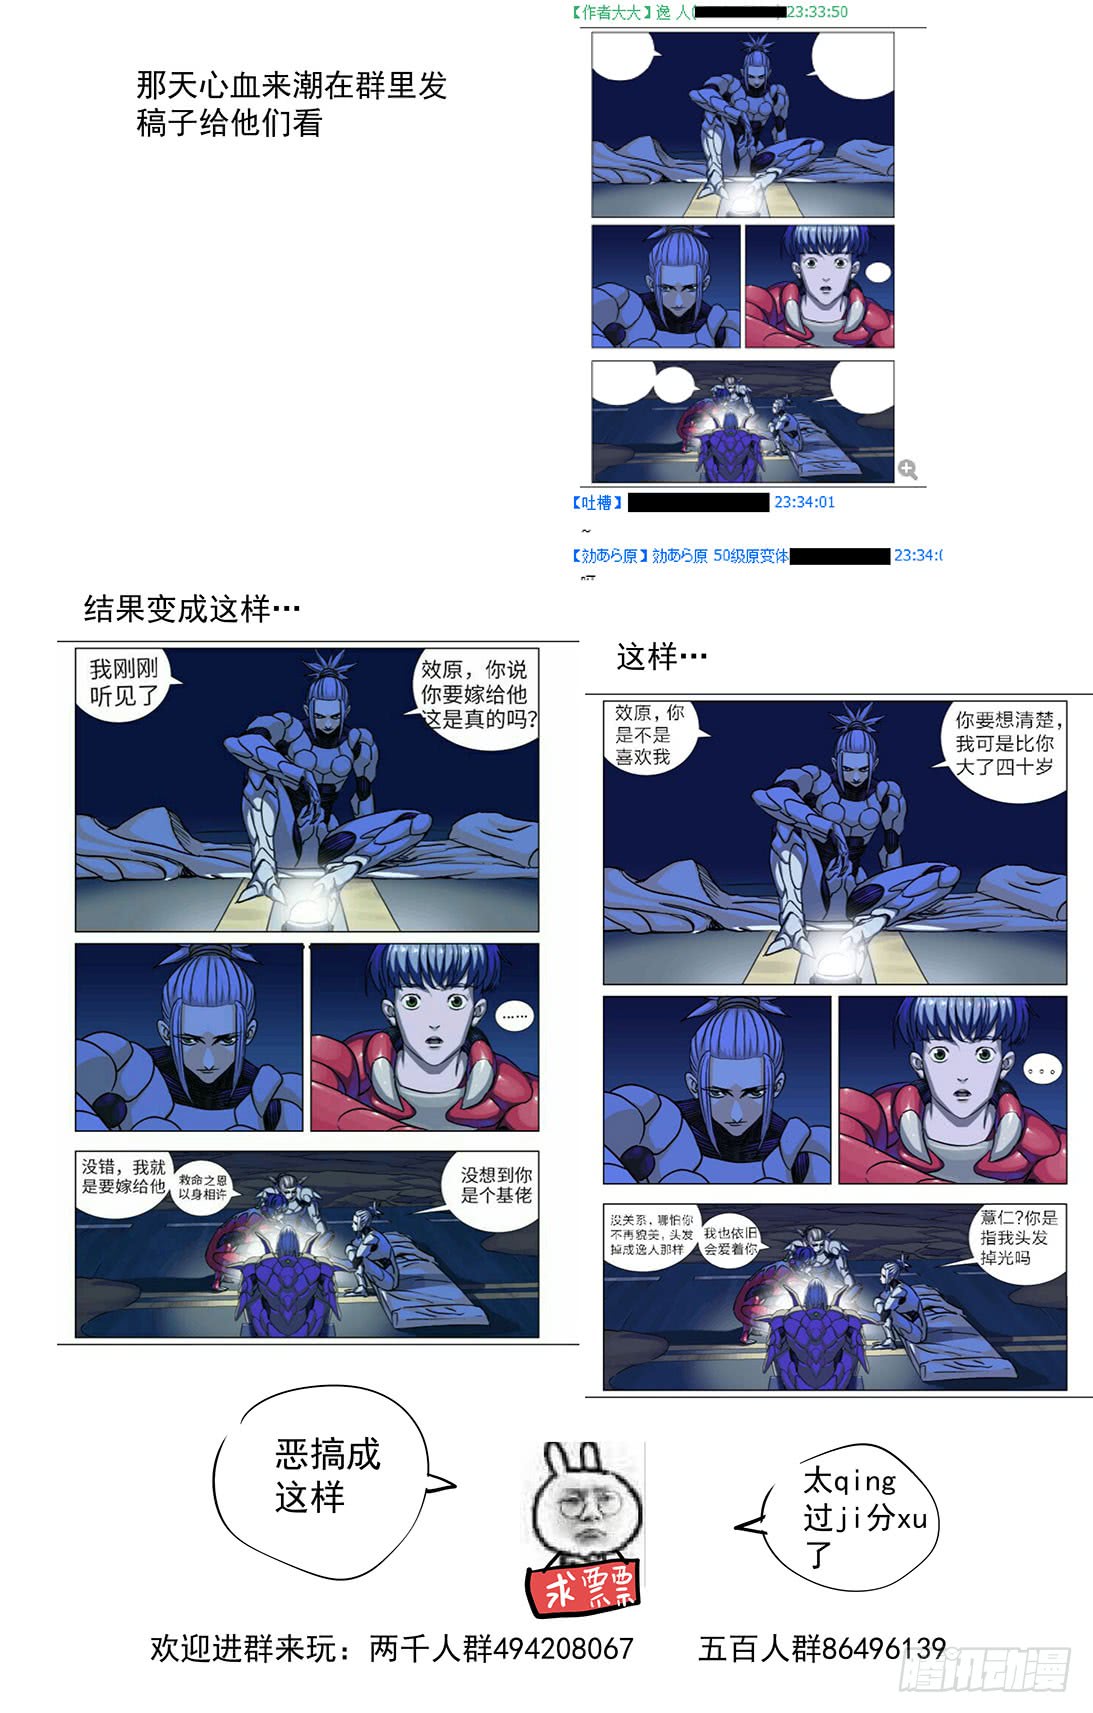 【作者大大】逸 人(
23:33:50
那天心血来潮在群里发
稿子给他们看
【吐槽】
23:34:01
~
【効あら原】効あら原 50级原变体
23:34:0
结果变成这样…
这样…
我刚刚
听见了
效原，你说
你要嫁给他
这是真的吗?
……
没错，我就
是要嫁给他
救命之恩
以身相许
没想到你
是个基佬
效原，你
是不是
喜欢我
你要想清楚，
我可是比你
大了四十岁
。。。
没关系，哪怕你
不再貌美，头发
掉成逸人那样
我也依旧
会爱着你
薏仁?你是
指我头发
掉光吗
恶搞成
这样
求票票
太qing
过ji分xu
了
欢迎进群来玩：两千人群494208067
五百人群86496139
腾讯动漫